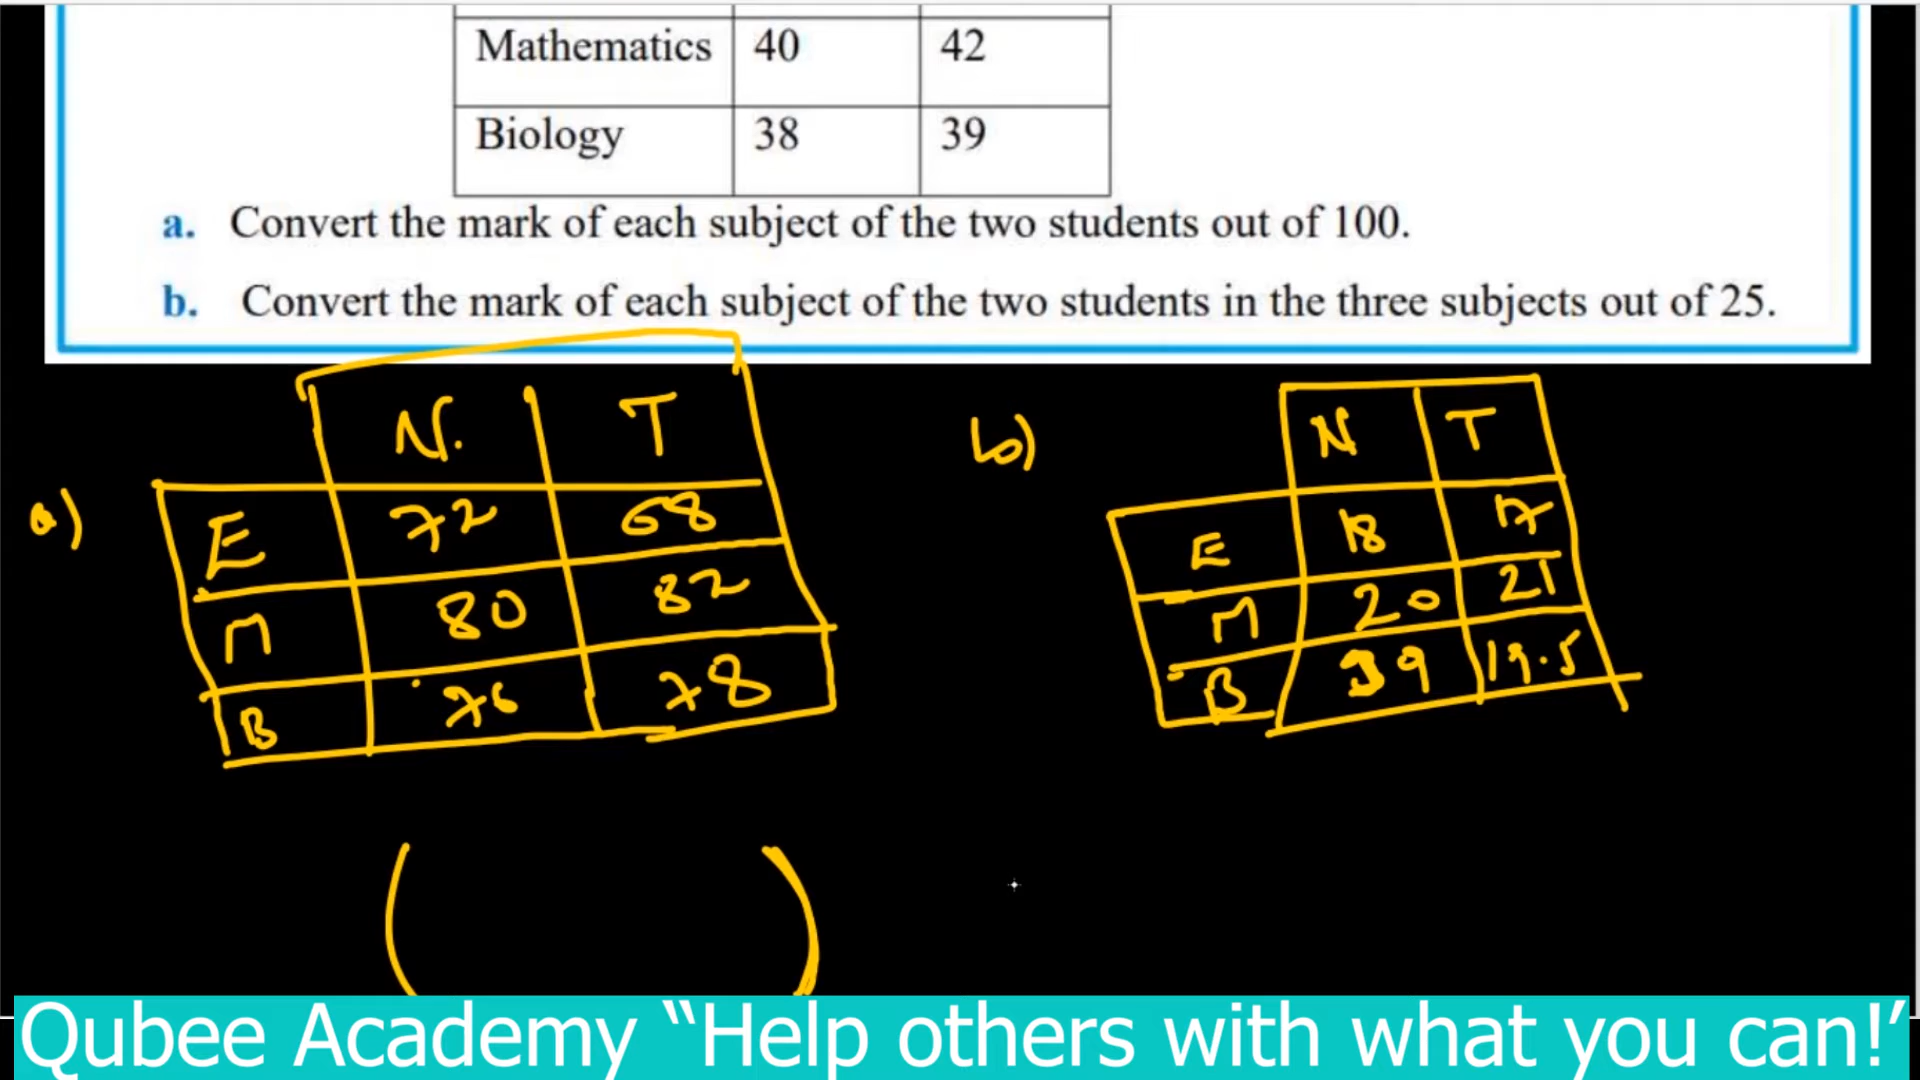 Mathematics 40 42
Biology 38 39
a. Convert the mark of each subject of the two students out of 100.
b. Convert the mark of each subject of the two students in the three subjects out of 25.
N. T
a) E 72 68
M 80 82
B 76 78
b) N T
E 18 17
M 20 21
B 39 19.5
Qubee Academy “Help others with what you can!’